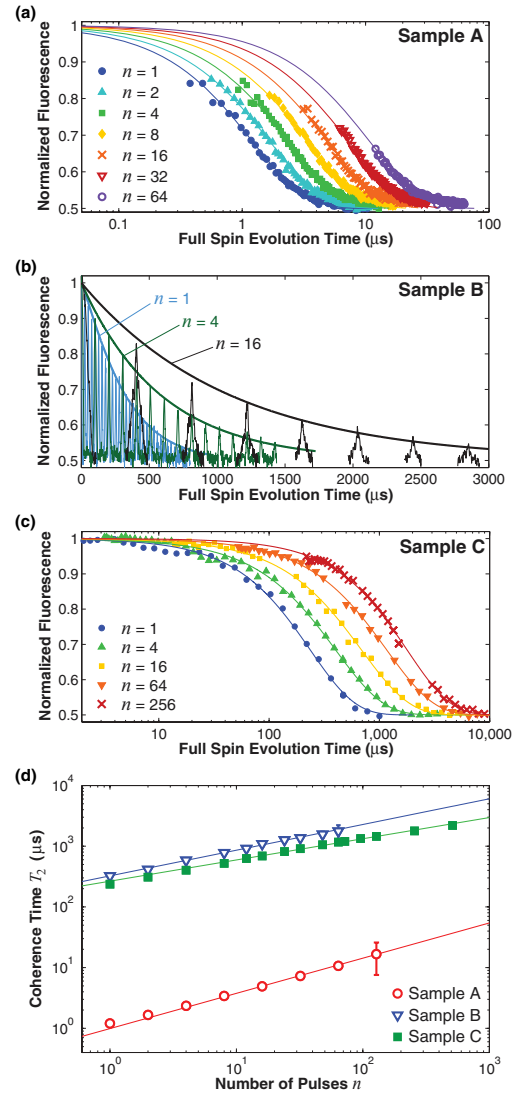 (a)
Sample A
Normalized Fluorescence
1
0.9
0.8
0.7
0.6
0.5
n = 1
n = 2
n = 4
n = 8
n = 16
n = 32
n = 64
0.1 1 10 100
Full Spin Evolution Time (μs)
(b)
Sample B
Normalized Fluorescence
1
0.9
0.8
0.7
0.6
0.5
n = 1
n = 4
n = 16
0 500 1000 1500 2000 2500 3000
Full Spin Evolution Time (μs)
(c)
Sample C
Normalized Fluorescence
1
0.9
0.8
0.7
0.6
0.5
n = 1
n = 4
n = 16
n = 64
n = 256
10 100 1,000 10,000
Full Spin Evolution Time (μs)
(d)
Coherence Time T₂ (μs)
10⁴
10³
10²
10¹
10⁰
Sample A
Sample B
Sample C
10⁰ 10¹ 10² 10³
Number of Pulses n